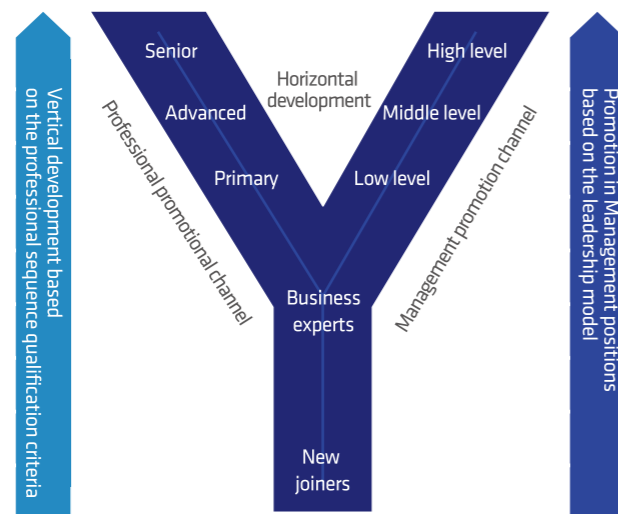 Senior
Advanced
Primary
High level
Middle level
Low level
Horizontal
development
Business
experts
New
joiners
Professional promotional channel
Management promotion channel
Vertical development based
on the professional sequence qualification criteria
Promotion in Management positions
based on the leadership model